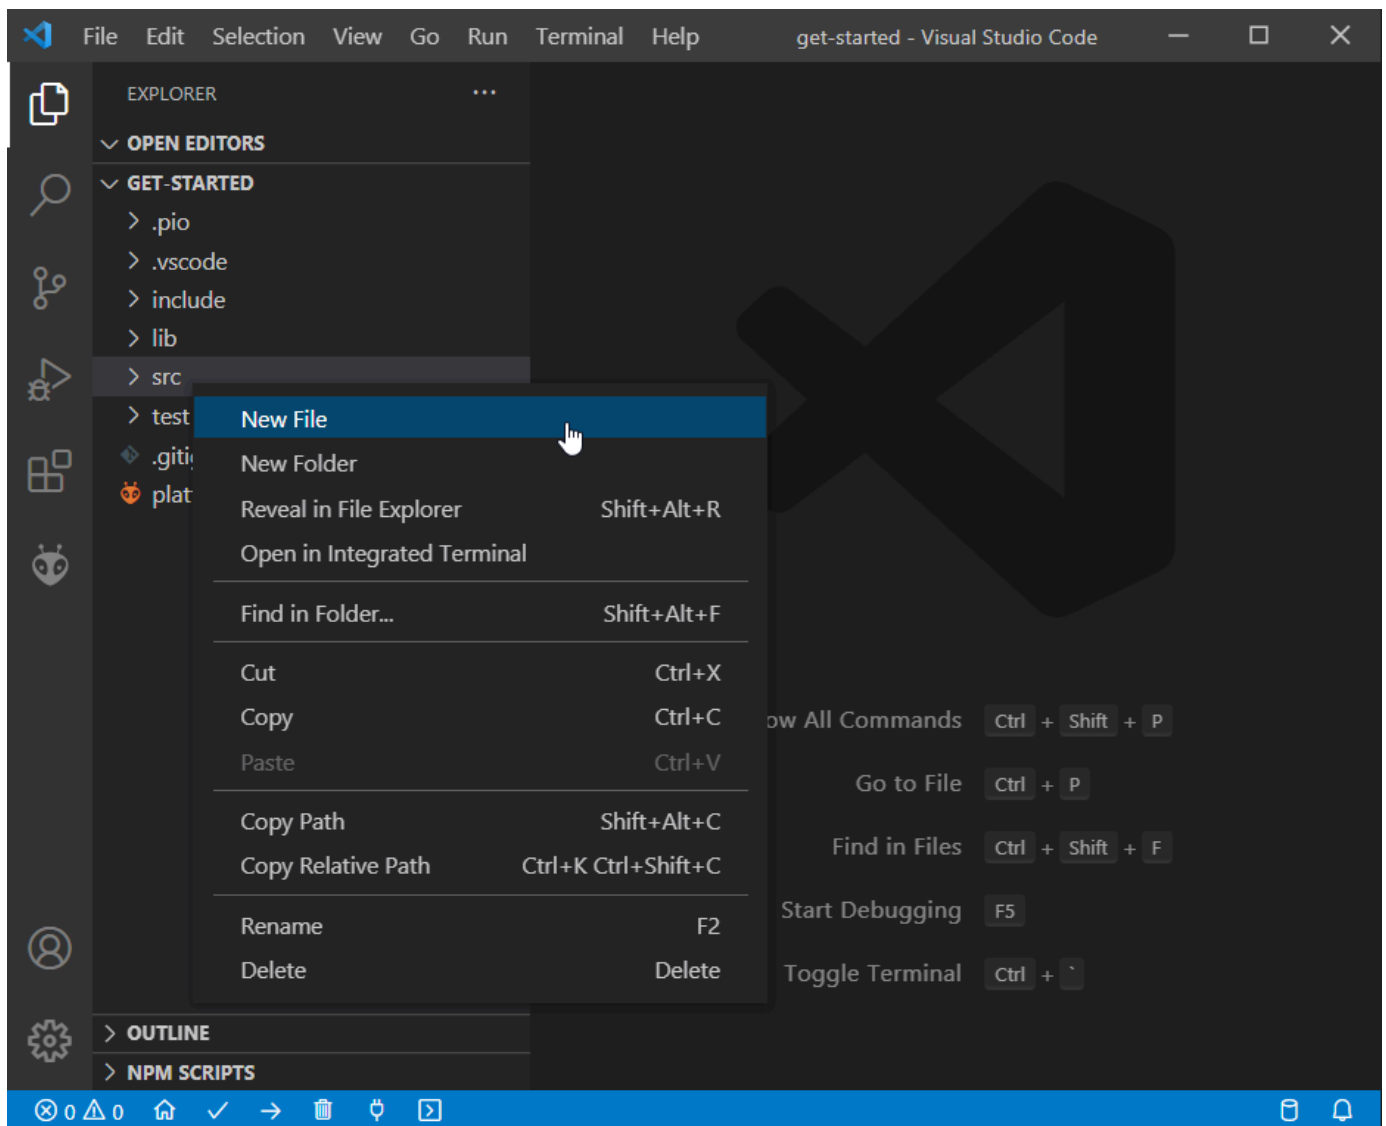 File Edit Selection View Go Run Terminal Help get-started - Visual Studio Code
EXPLORER
OPEN EDITORS
GET-STARTED
.pio
.vscode
include
lib
src
test
.giti
plat
New File
New Folder
Reveal in File Explorer Shift+Alt+R
Open in Integrated Terminal
Find in Folder... Shift+Alt+F
Cut Ctrl+X
Copy Ctrl+C
Paste Ctrl+V
Copy Path Shift+Alt+C
Copy Relative Path Ctrl+K Ctrl+Shift+C
Rename F2
Delete Delete
ow All Commands Ctrl + Shift + P
Go to File Ctrl + P
Find in Files Ctrl + Shift + F
Start Debugging F5
Toggle Terminal Ctrl + `
OUTLINE
NPM SCRIPTS
0 0